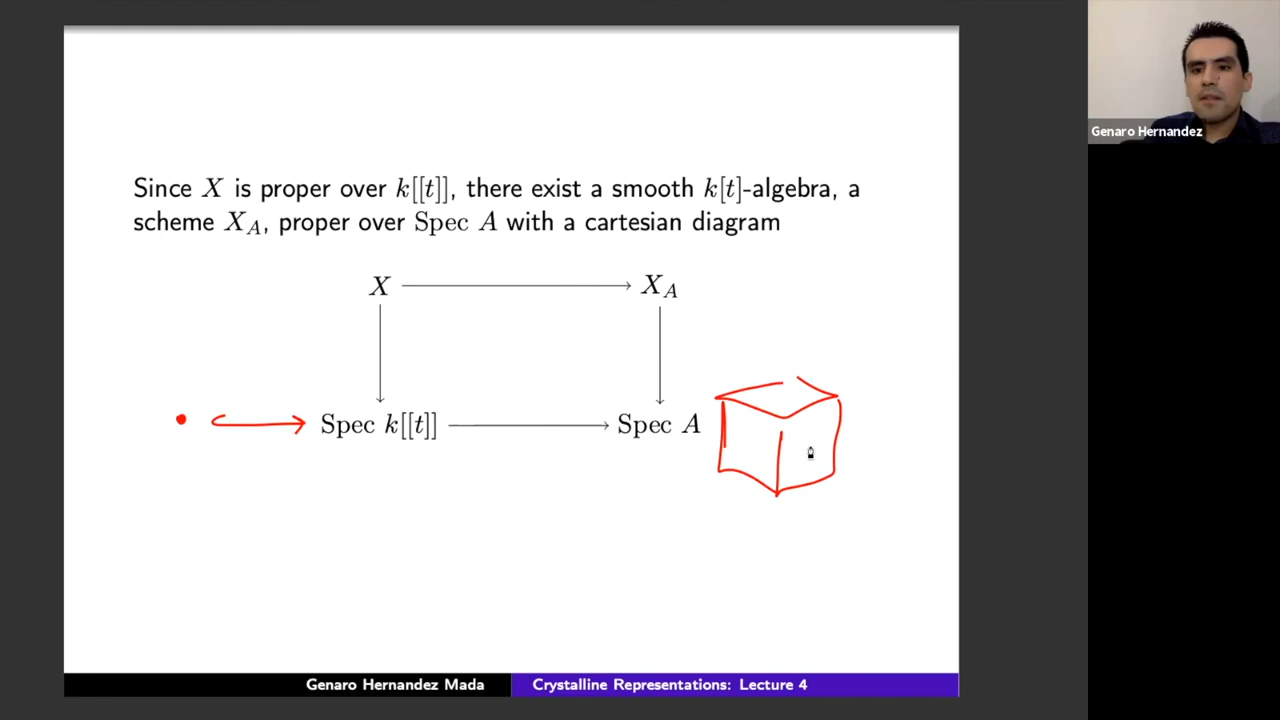 Since X is proper over k[[t]], there exist a smooth k[t]-algebra, a
scheme X_A, proper over Spec A with a cartesian diagram
X X_A
Spec k[[t]] Spec A
Genaro Hernandez Mada Crystalline Representations: Lecture 4
Genaro Hernandez